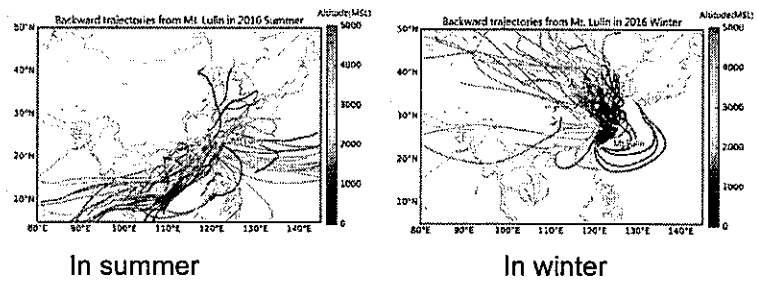 Backward trajectories from Mt. Lulin in 2016 Summer
Altitude(MSL)
50°N
40°N
30°N
20°N
10°N
80°E 90°E 100°E 110°E 120°E 130°E 140°E
5000
4000
3000
2000
1000
0
In summer
Backward trajectories from Mt. Lulin in 2016 Winter
Altitude(MSL)
50°N
40°N
30°N
20°N
10°N
80°E 90°E 100°E 110°E 120°E 130°E 140°E
5000
4000
3000
2000
1000
0
Mt. Lulin
In winter